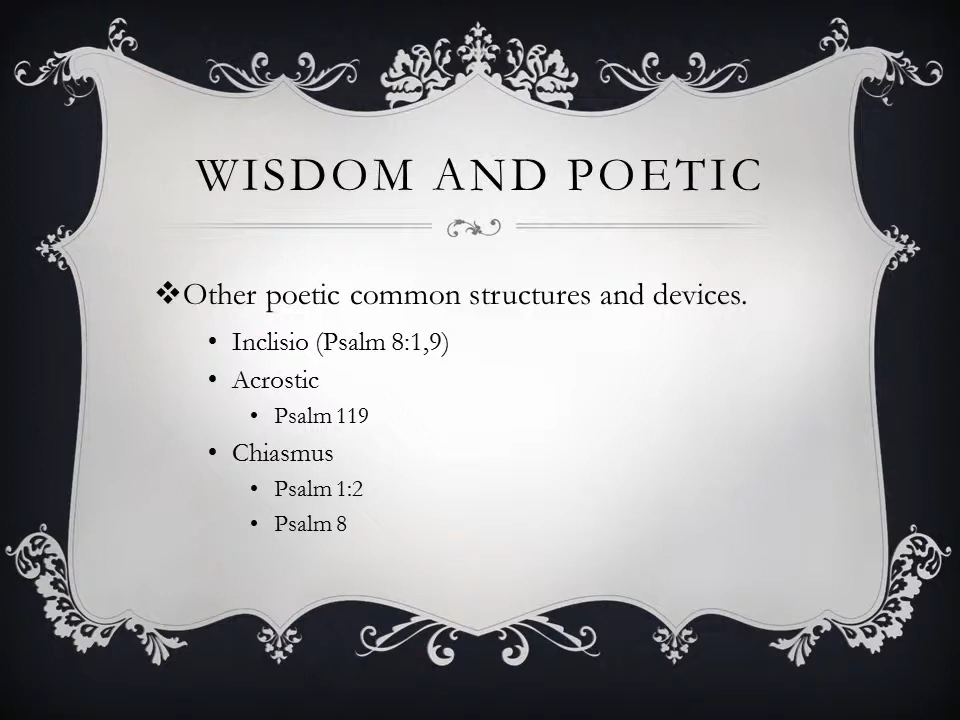 WISDOM AND POETIC
❖Other poetic common structures and devices.
• Inclisio (Psalm 8:1,9)
• Acrostic
• Psalm 119
• Chiasmus
• Psalm 1:2
• Psalm 8